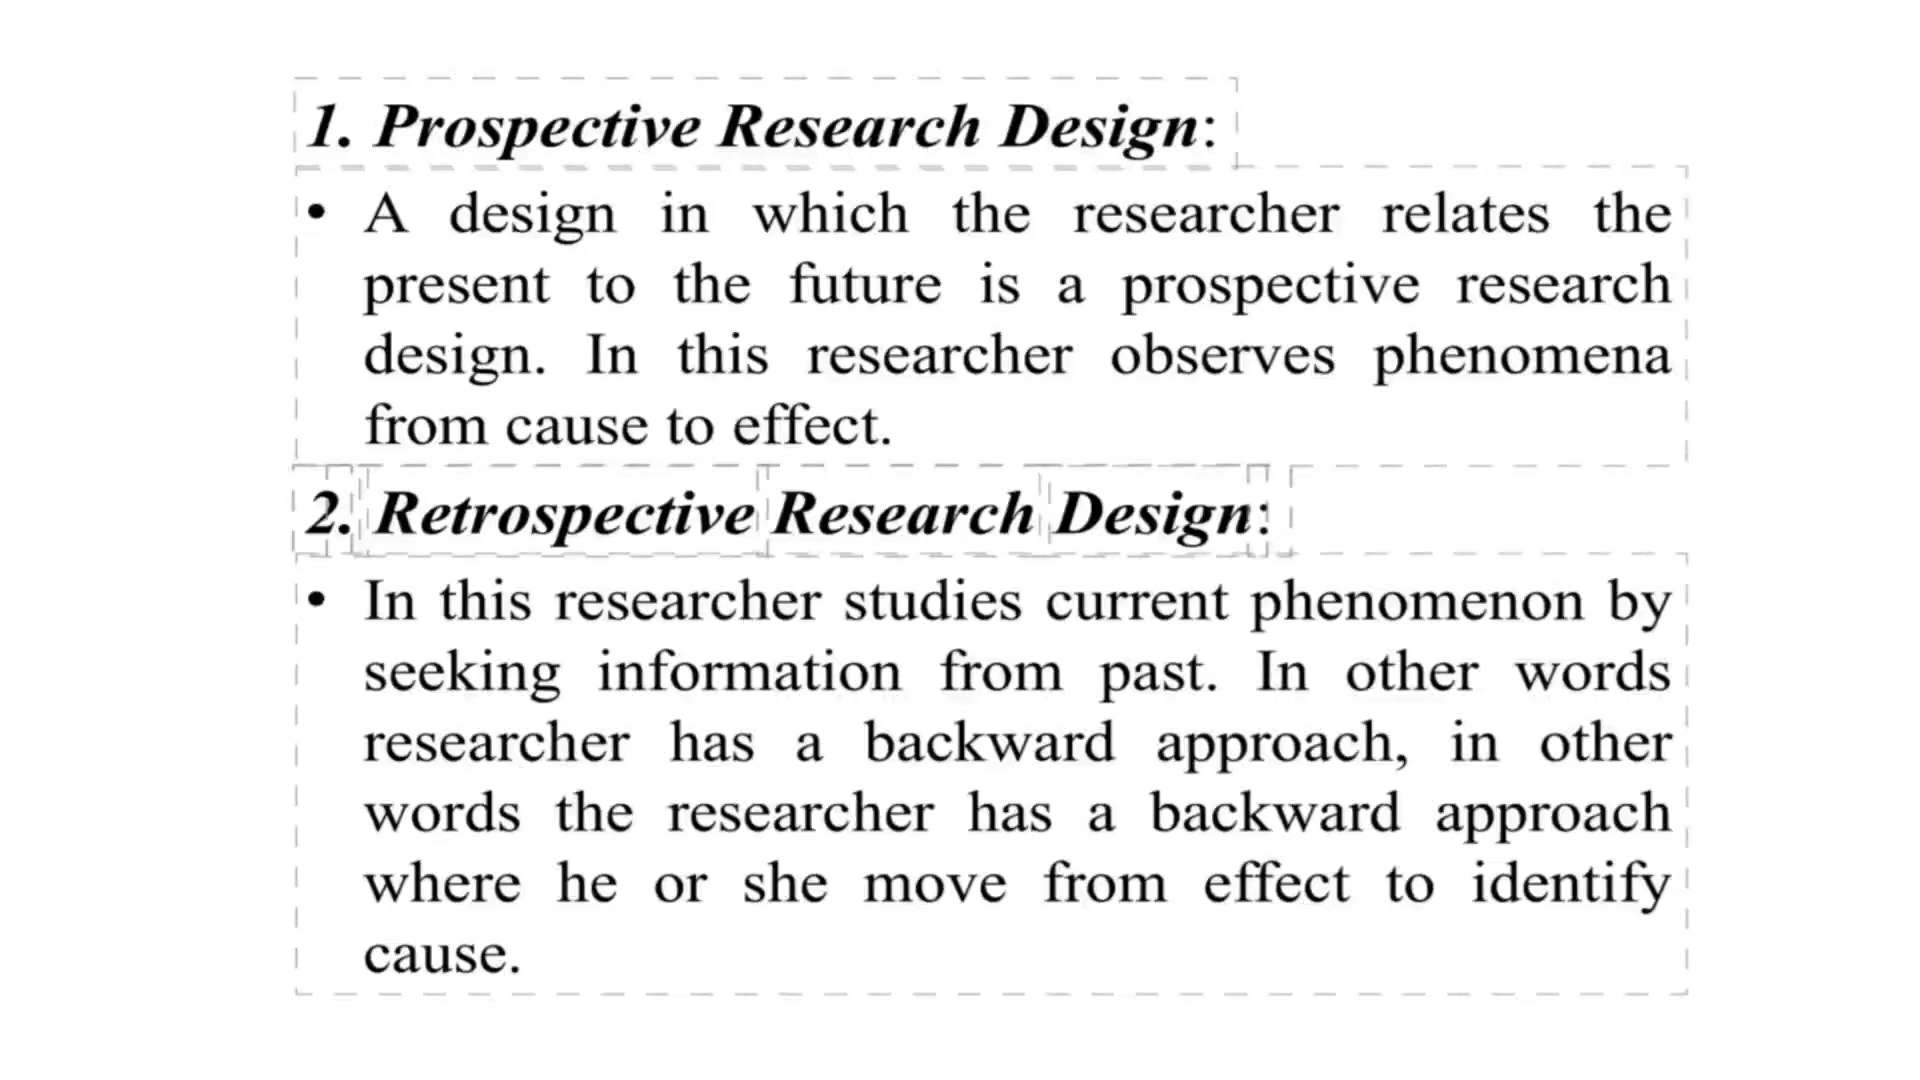 1. Prospective Research Design:
• A design in which the researcher relates the
present to the future is a prospective research
design. In this researcher observes phenomena
from cause to effect.
2. Retrospective Research Design:
• In this researcher studies current phenomenon by
seeking information from past. In other words
researcher has a backward approach, in other
words the researcher has a backward approach
where he or she move from effect to identify
cause.